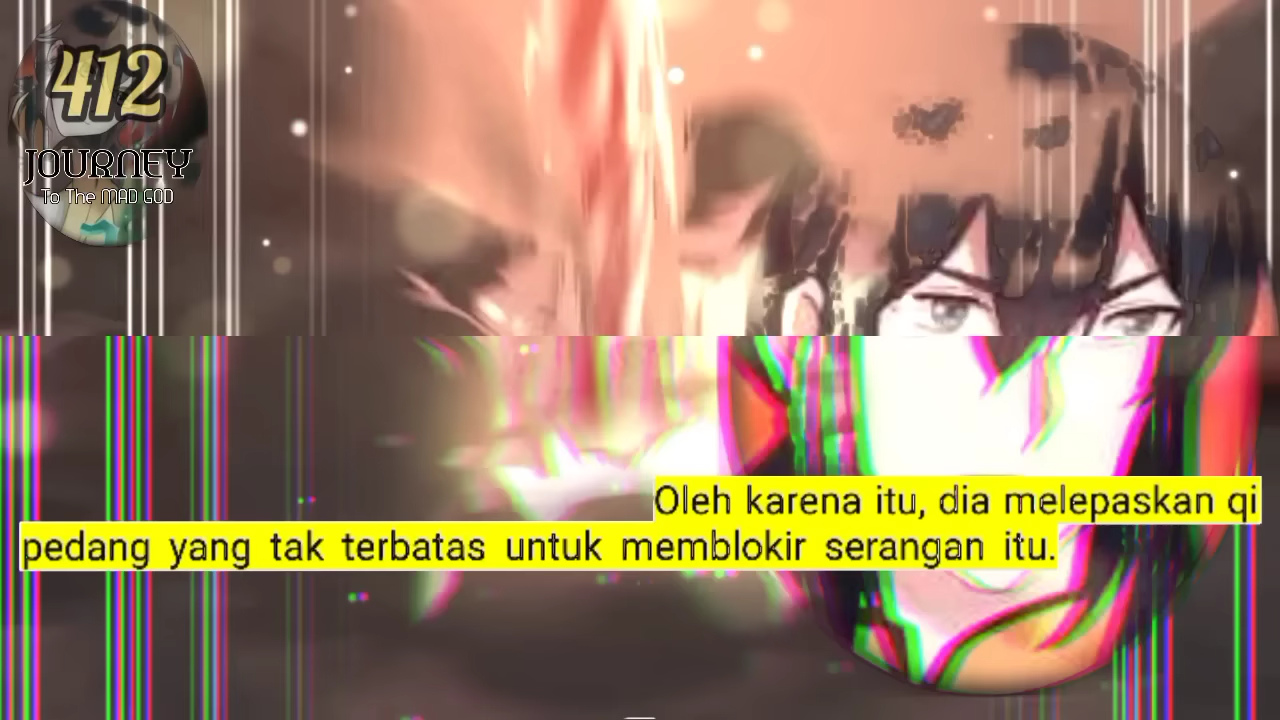 412
JOURNEY
To The MAD GOD
Oleh karena itu, dia melepaskan qi
pedang yang tak terbatas untuk memblokir serangan itu.